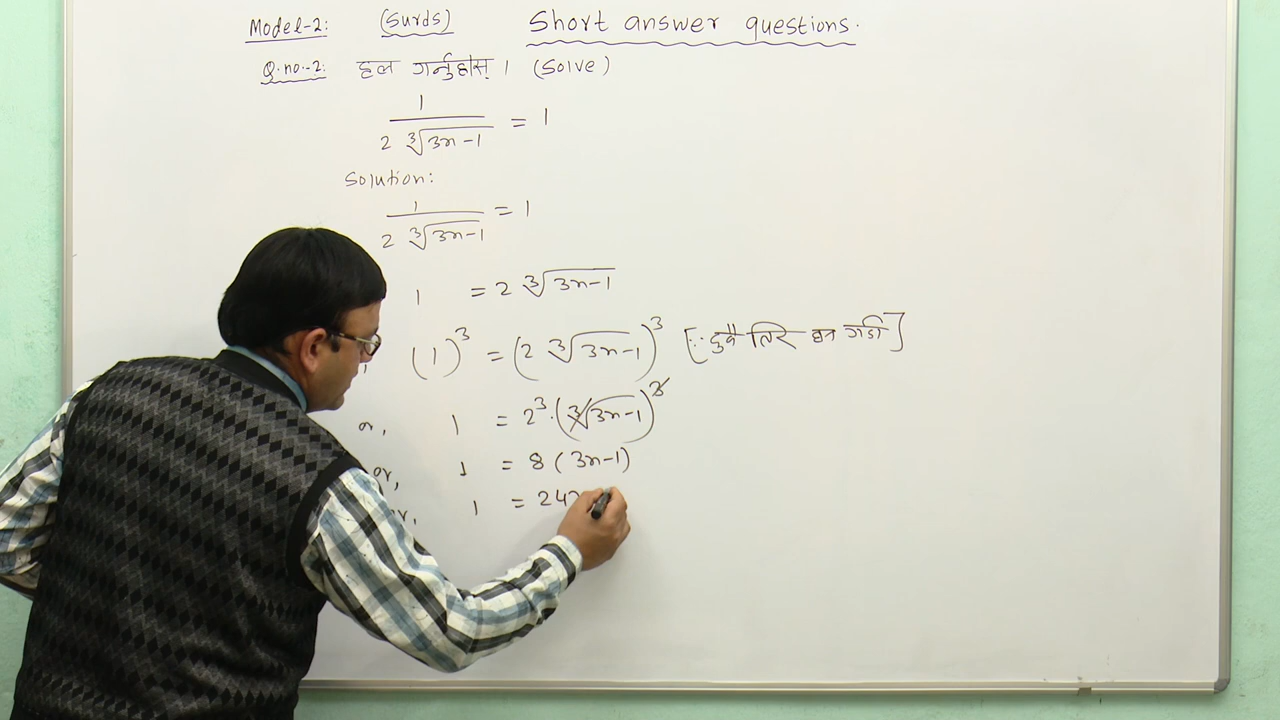 Model-2: (Surds) Short answer questions.
Q.no.-2: हल गर्नुहोस् । (Solve)
1 / 2 ∛(3x-1) = 1
Solution:
1 / 2 ∛(3x-1) = 1
1 = 2 ∛(3x-1)
, (1)³ = (2 ∛(3x-1))³ [∵ दुवै तिर घन गर्दा]
or, 1 = 2³.(∛(3x-1))³
or, 1 = 8 (3x-1)
or, 1 = 24x